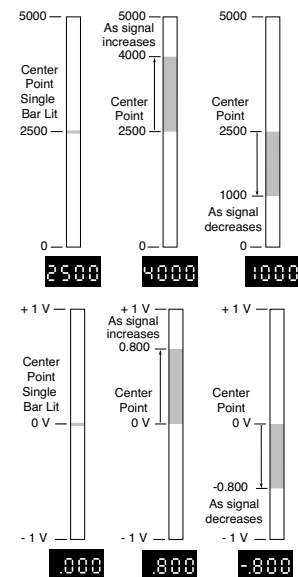 5000
Center
Point
Single
Bar Lit
2500
0
2500
5000
As signal
increases
4000
Center
Point
2500
0
4000
5000
Center
Point
2500
1000
As signal
decreases
0
1000
+ 1 V
Center
Point
Single
Bar Lit
0 V
- 1 V
.000
+ 1 V
As signal
increases
0.800
Center
Point
0 V
- 1 V
.800
+ 1 V
Center
Point
0 V
-0.800
As signal
decreases
- 1 V
-.800